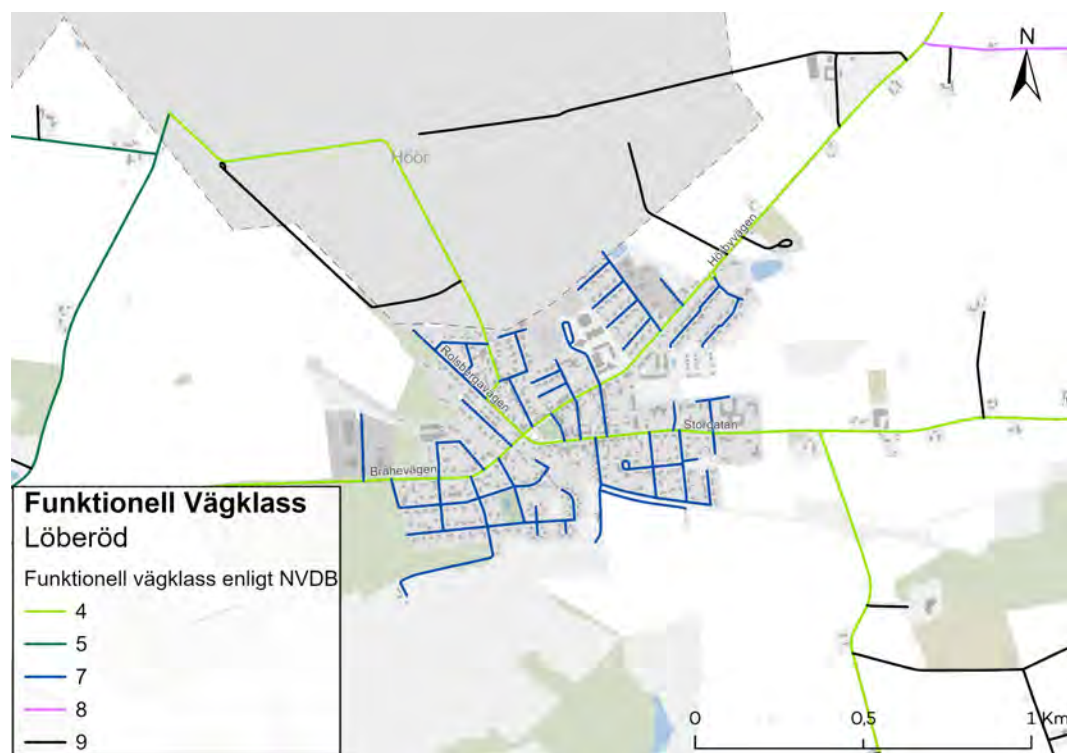 N
Höör
Hörbyvägen
Rolsbergavägen
Storgatan
Brahevägen
Funktionell Vägklass
Löberöd
Funktionell vägklass enligt NVDB
4
5
7
8
9
0 0,5 1 Km